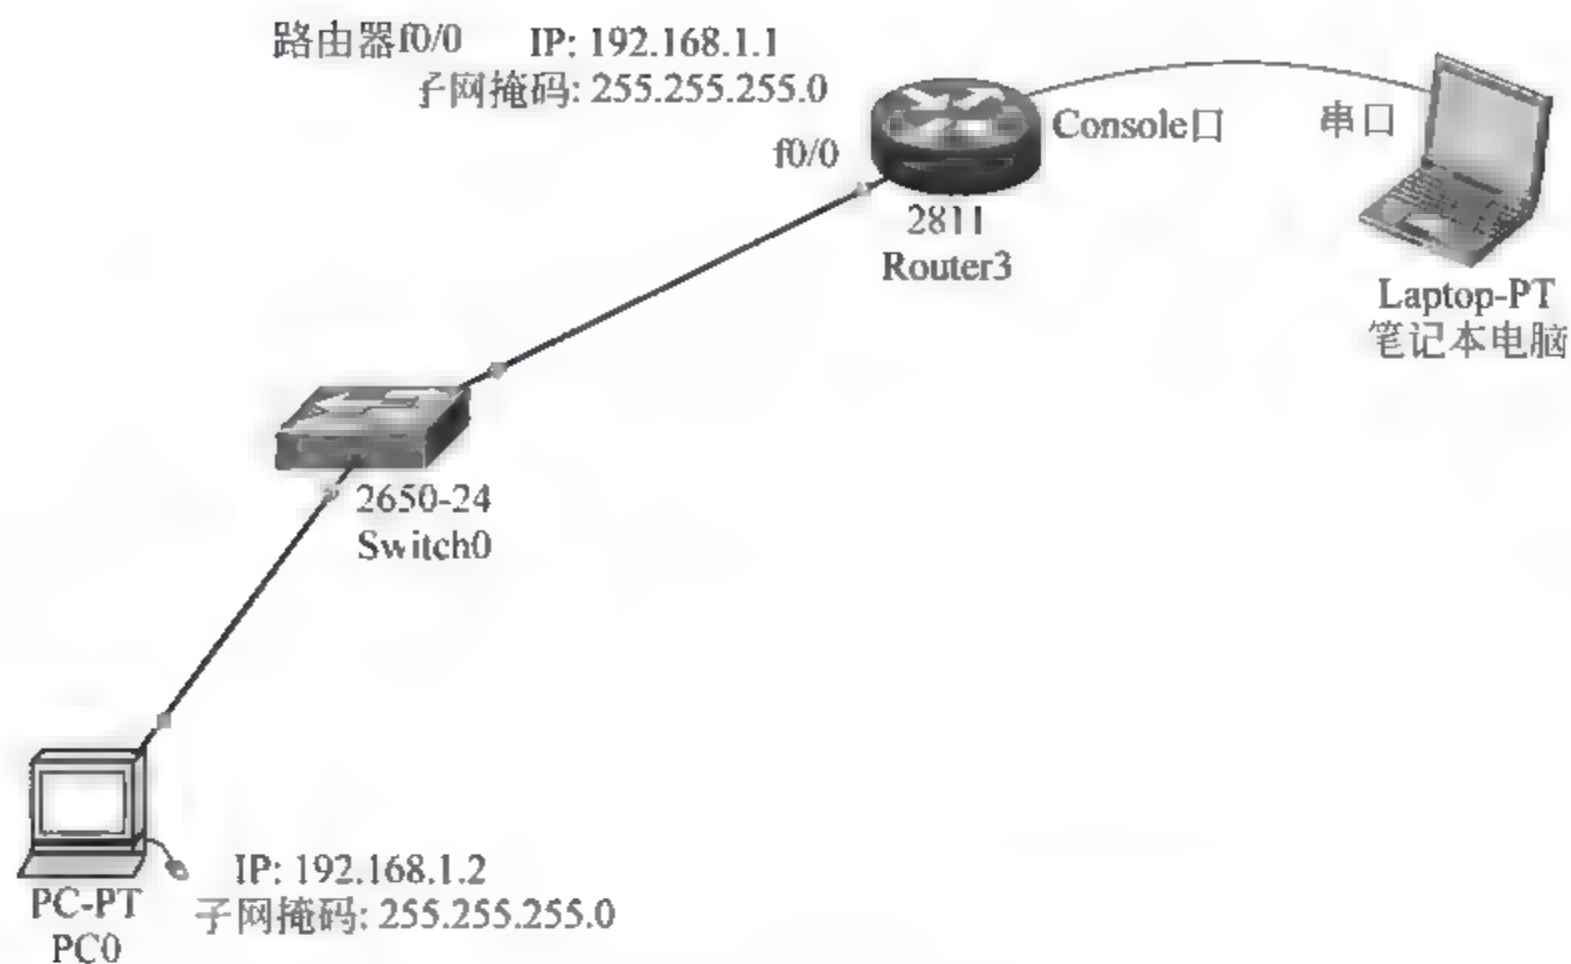 路由器f0/0 IP: 192.168.1.1
子网掩码: 255.255.255.0
f0/0
Console口
串口
2811
Router3
Laptop-PT
笔记本电脑
2650-24
Switch0
IP: 192.168.1.2
子网掩码: 255.255.255.0
PC-PT
PC0